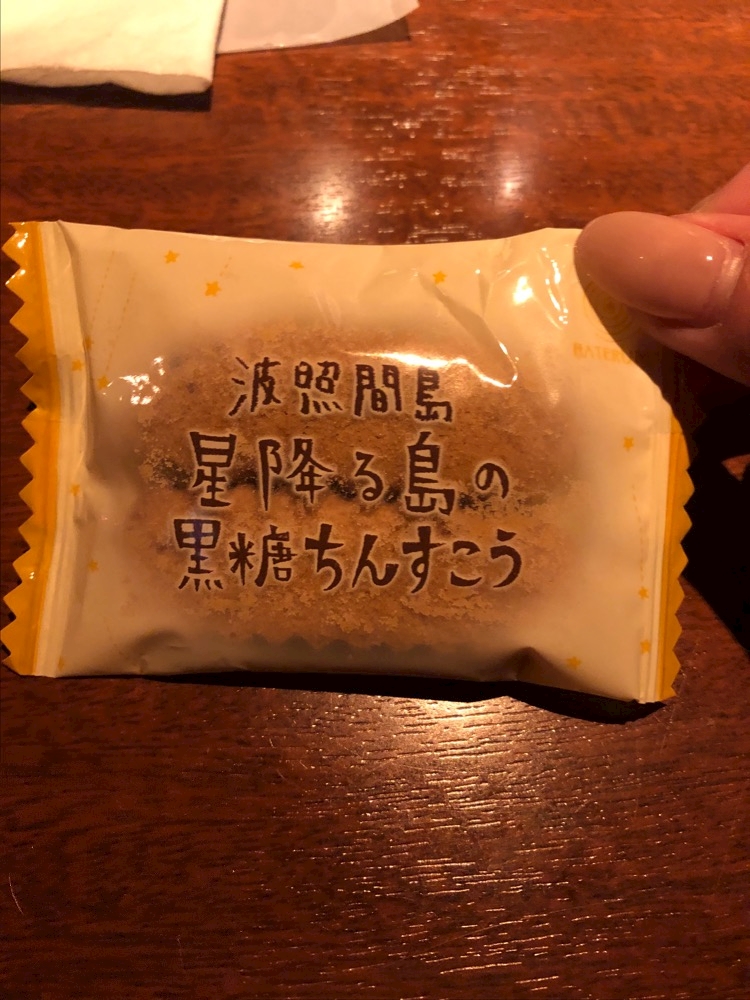 波照間島
星降る島の
黒糖ちんすこう